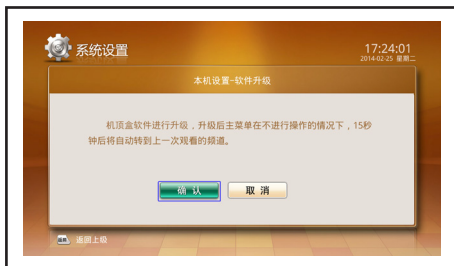 系统设置
17:24:01
2014-02-25 星期二
本机设置-软件升级
机顶盒软件进行升级，升级后主菜单在不进行操作的情况下，15秒
钟后将自动转到上一次观看的频道。
确 认
取 消
返回 返回上级